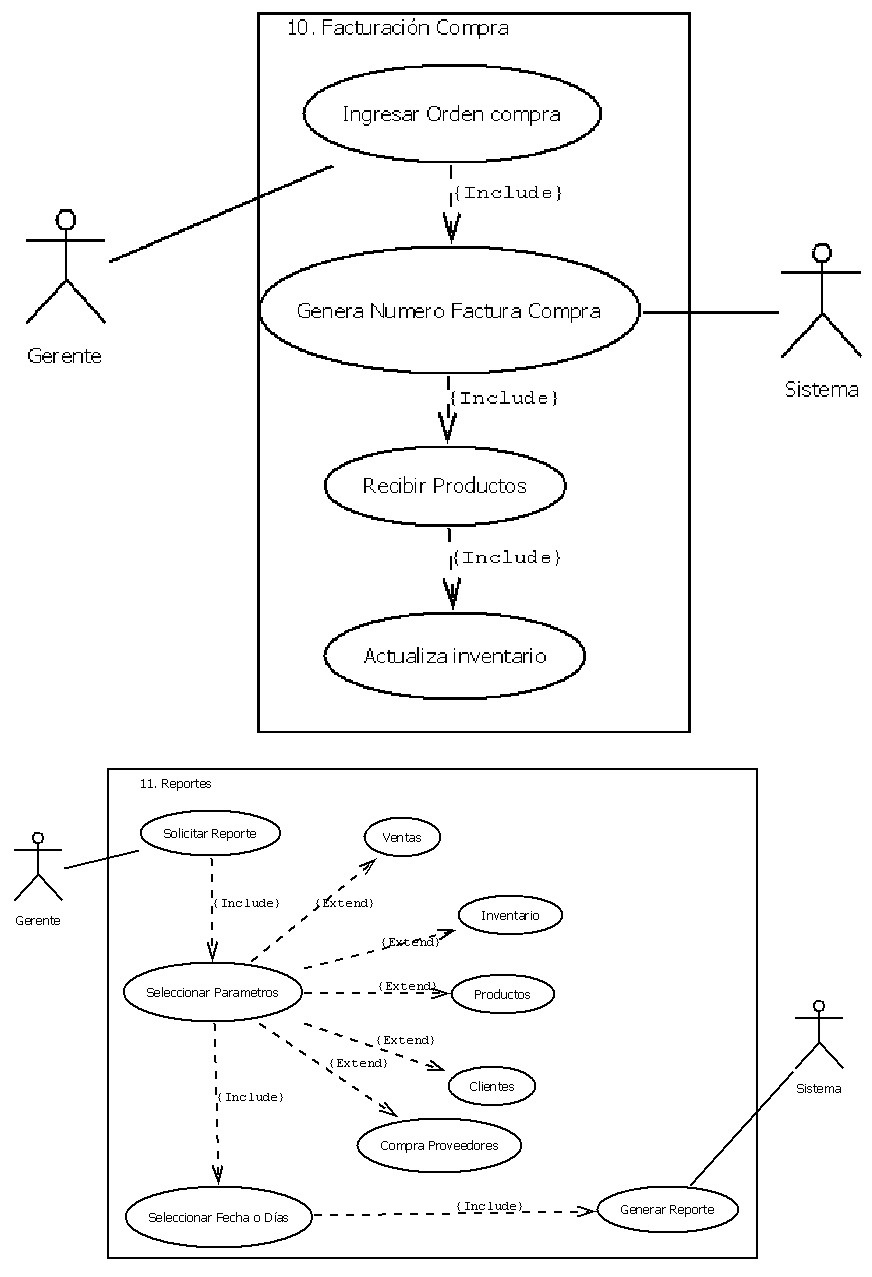 10. Facturación Compra
Ingresar Orden compra
{Include}
Gerente
Genera Numero Factura Compra
Sistema
{Include}
Recibir Productos
{Include}
Actualiza inventario
11. Reportes
Solicitar Reporte
Ventas
Gerente
{Include}
{Extend}
Inventario
{Extend}
Seleccionar Parametros
{Extend}
Productos
{Extend}
{Extend}
Clientes
Sistema
{Include}
Compra Proveedores
Seleccionar Fecha o Días
{Include}
Generar Reporte